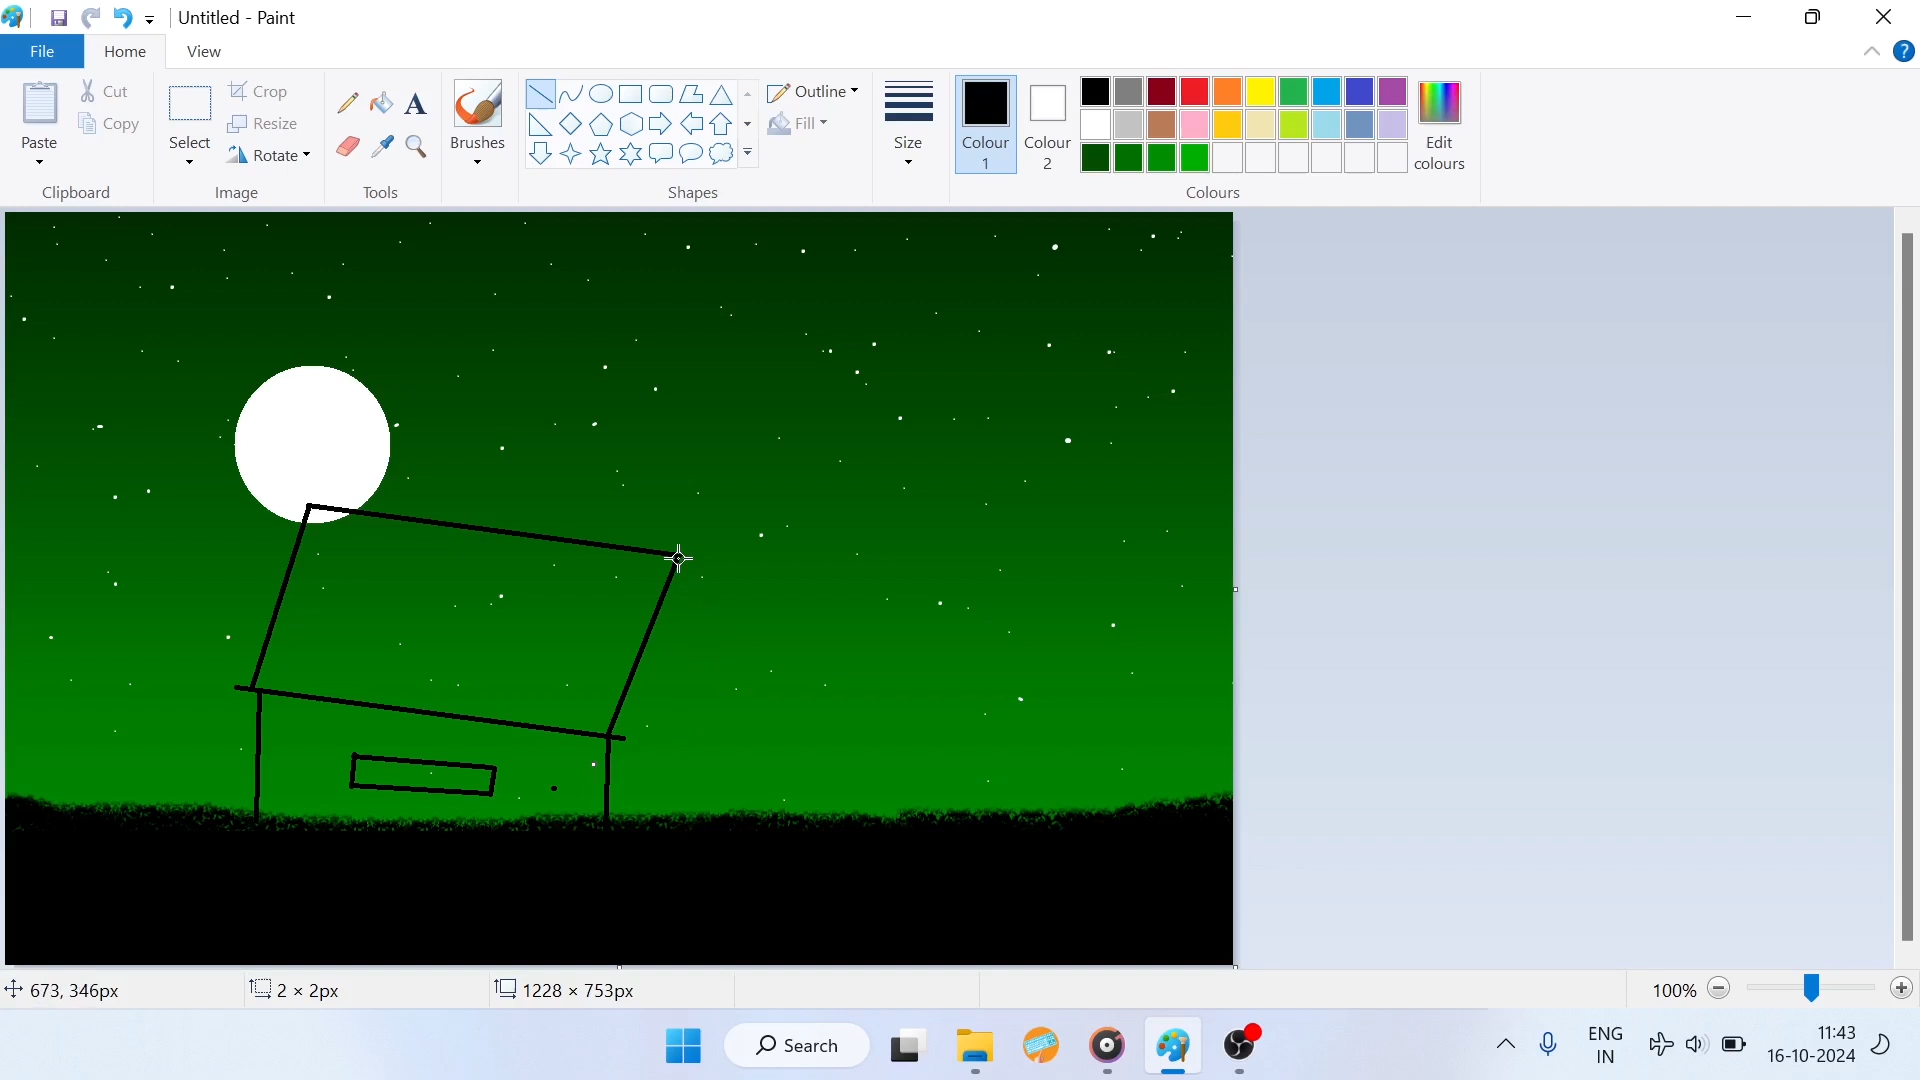 Untitled - Paint
File
Home
View
Paste
Cut
Copy
Clipboard
Select
Crop
Resize
Rotate
Image
A
Tools
Brushes
Shapes
Outline
Fill
Size
Colour
1
Colour
2
Edit
colours
Colours
673, 346px
2 × 2px
1228 × 753px
100%
Search
ENG
IN
11:43
16-10-2024